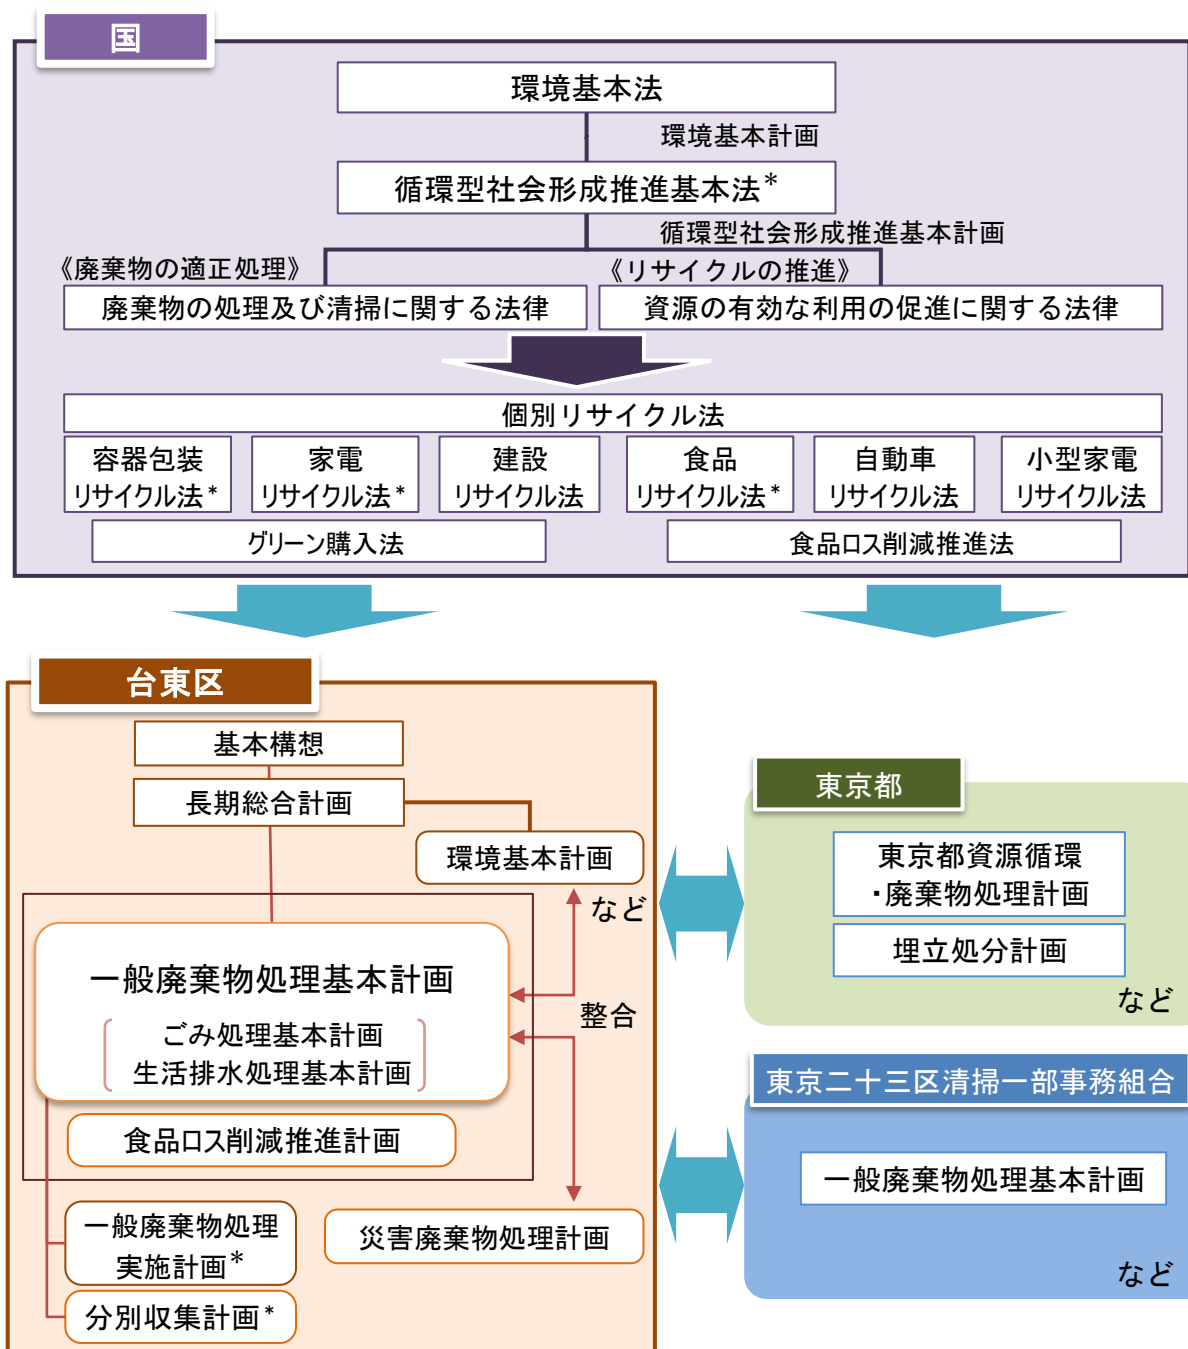 国
環境基本法
環境基本計画
循環型社会形成推進基本法*
循環型社会形成推進基本計画
《廃棄物の適正処理》
《リサイクルの推進》
廃棄物の処理及び清掃に関する法律
資源の有効な利用の促進に関する法律
個別リサイクル法
容器包装
リサイクル法*
家電
リサイクル法*
建設
リサイクル法
食品
リサイクル法*
自動車
リサイクル法
小型家電
リサイクル法
グリーン購入法
食品ロス削減推進法
台東区
基本構想
長期総合計画
環境基本計画
など
一般廃棄物処理基本計画
ごみ処理基本計画
生活排水処理基本計画
整合
食品ロス削減推進計画
一般廃棄物処理
実施計画*
分別収集計画*
災害廃棄物処理計画
東京都
東京都資源循環
・廃棄物処理計画
埋立処分計画
など
東京二十三区清掃一部事務組合
一般廃棄物処理基本計画
など